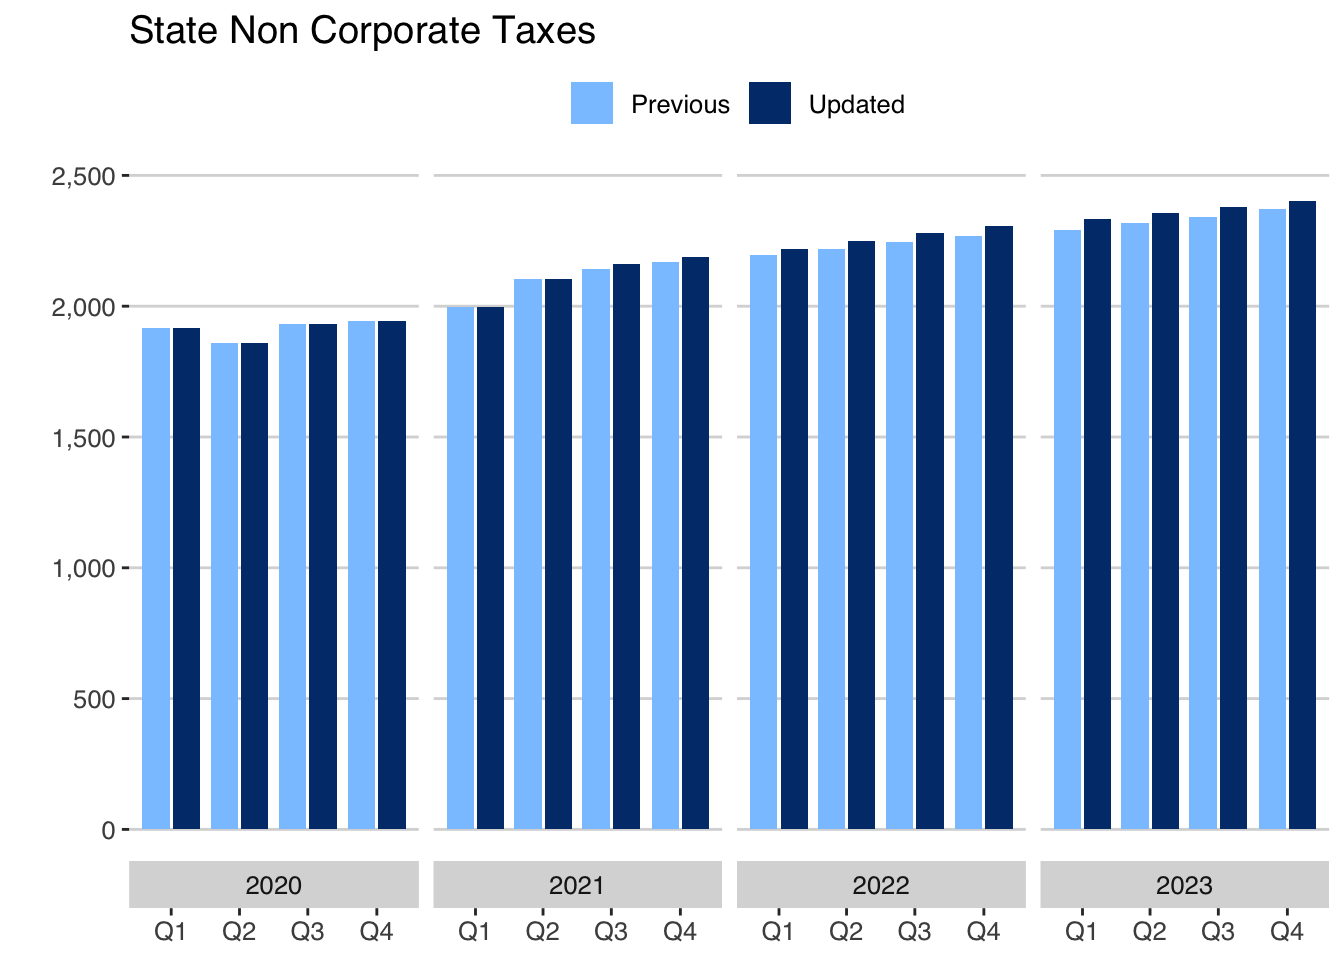 State Non Corporate Taxes
Previous Updated
2,500
2,000
1,500
1,000
500
0
2020 2021 2022 2023
Q1 Q2 Q3 Q4 Q1 Q2 Q3 Q4 Q1 Q2 Q3 Q4 Q1 Q2 Q3 Q4